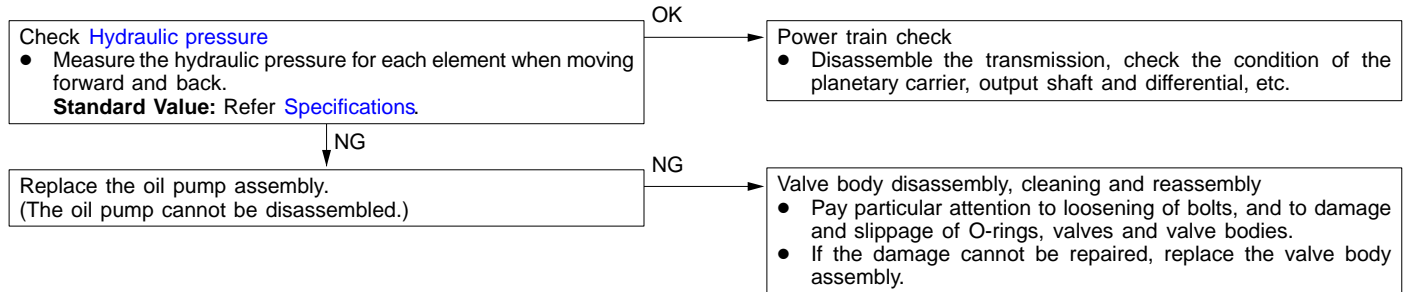 Check Hydraulic pressure
● Measure the hydraulic pressure for each element when moving
forward and back.
Standard Value: Refer Specifications.
OK
Power train check
● Disassemble the transmission, check the condition of the
planetary carrier, output shaft and differential, etc.
NG
Replace the oil pump assembly.
(The oil pump cannot be disassembled.)
NG
Valve body disassembly, cleaning and reassembly
● Pay particular attention to loosening of bolts, and to damage
and slippage of O-rings, valves and valve bodies.
● If the damage cannot be repaired, replace the valve body
assembly.